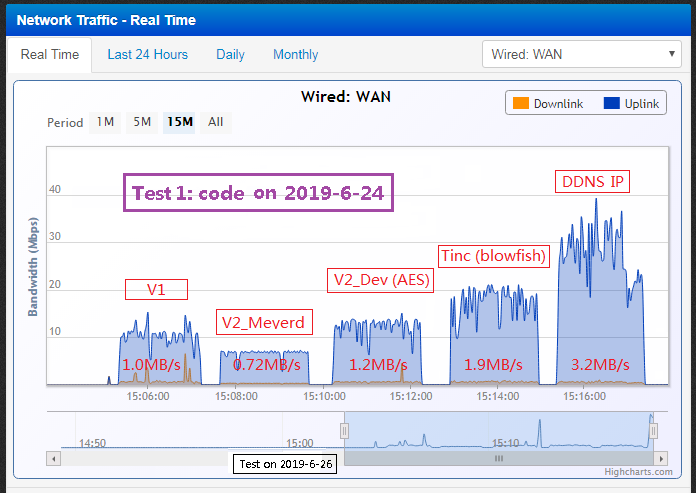 Network Traffic - Real Time
Real Time Last 24 Hours Daily Monthly Wired: WAN
Wired: WAN
Period 1M 5M 15M All
Downlink Uplink
Test 1: code on 2019-6-24
DDNS IP
Tinc (blowfish)
V2_Dev (AES)
V1
V2_Meyerd
Bandwidth (Mbps)
40
30
20
10
1.0MB/s 0.72MB/s 1.2MB/s 1.9MB/s 3.2MB/s
15:06:00 15:08:00 15:10:00 15:12:00 15:14:00 15:16:00
14:50 15:00 15:10
Test on 2019-6-26
Highcharts.com